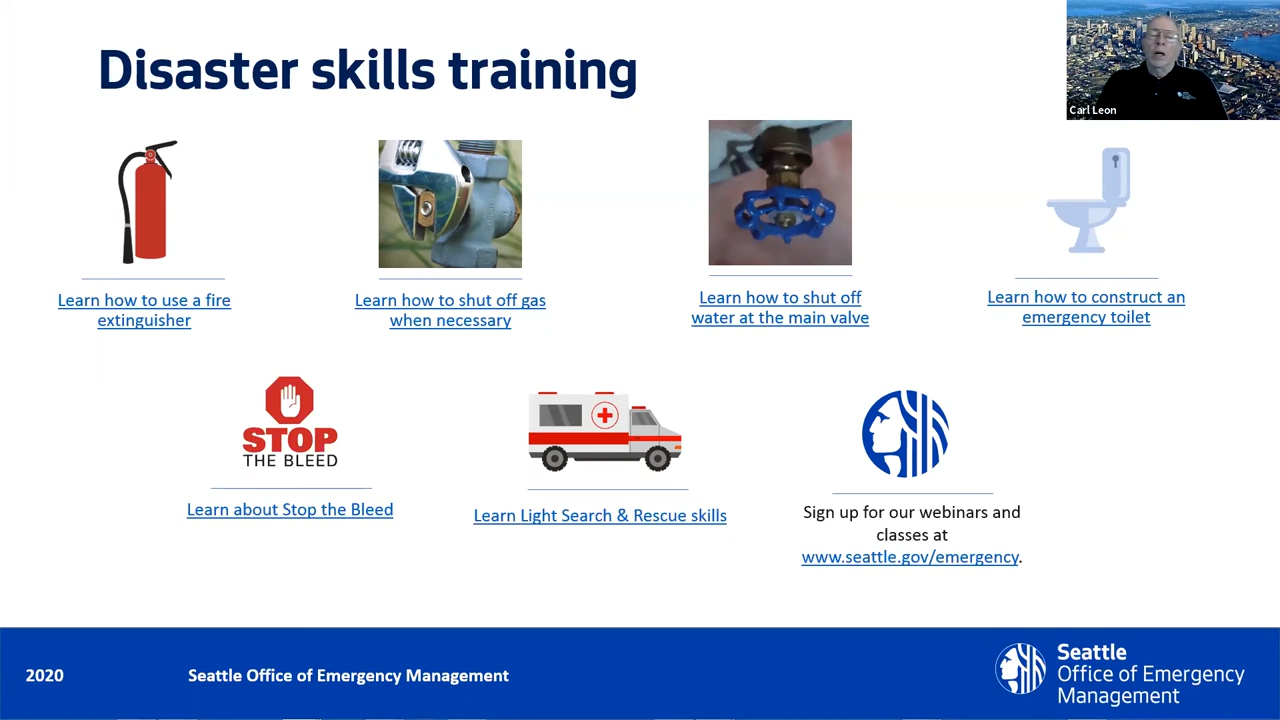 Disaster skills training
Carl Leon
Learn how to use a fire
extinguisher
Learn how to shut off gas
when necessary
Learn how to shut off
water at the main valve
Learn how to construct an
emergency toilet
STOP
THE BLEED
Learn about Stop the Bleed
Learn Light Search & Rescue skills
Sign up for our webinars and
classes at
www.seattle.gov/emergency.
2020
Seattle Office of Emergency Management
Seattle
Office of Emergency
Management